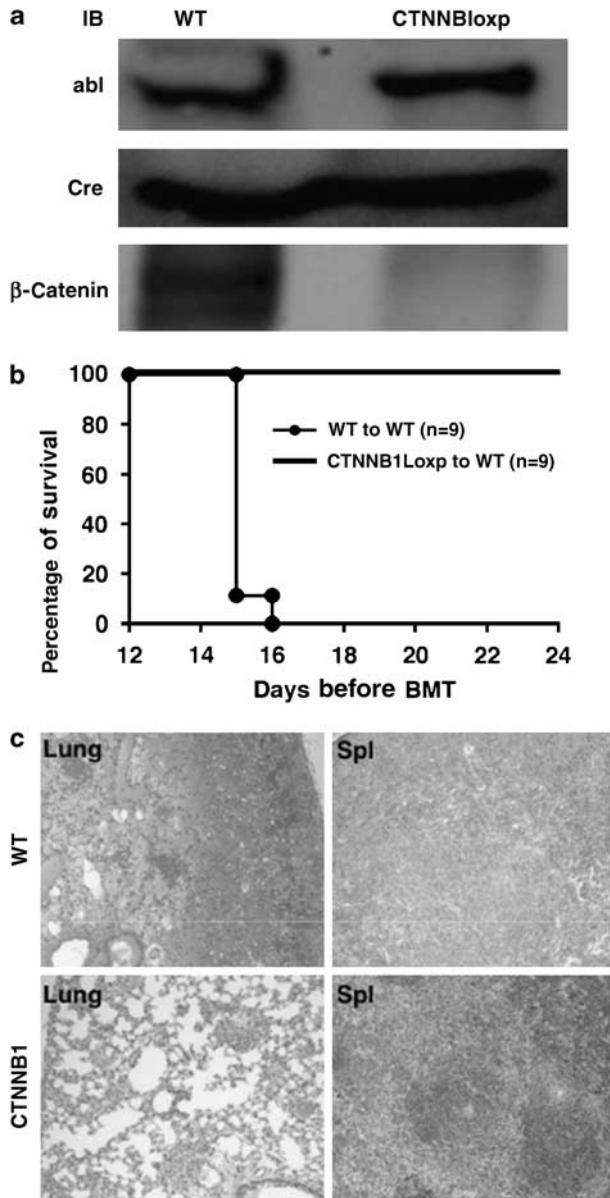 a IB WT CTNNBloxp
abl
Cre
β-Catenin
b
Percentage of survival
100
80
60
40
20
0
WT to WT (n=9)
CTNNB1Loxp to WT (n=9)
12 14 16 18 20 22 24
Days before BMT
c
Lung Spl
WT
Lung Spl
CTNNB1